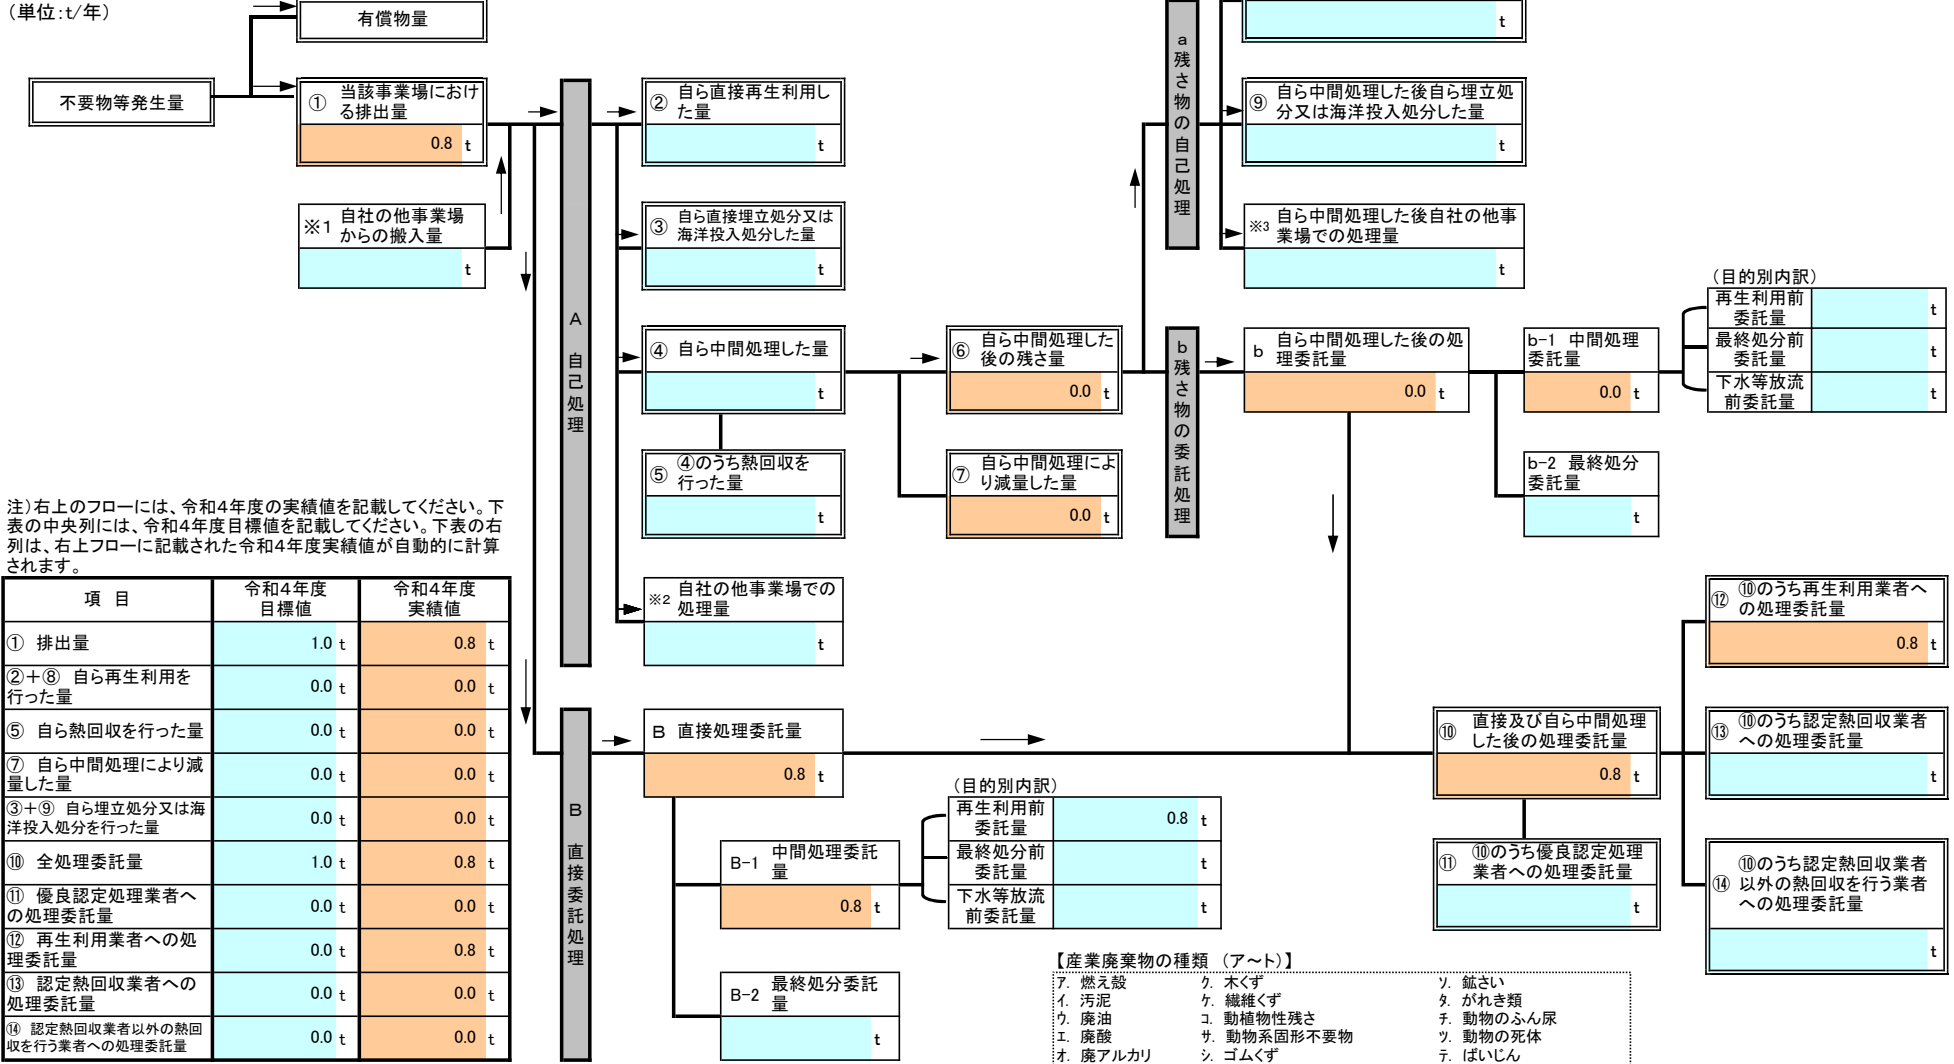 (単位:t/年)
有償物量
t
不要物等発生量
① 当該事業場におけ
る排出量
0.8 t
※1 自社の他事業場
からの搬入量
t
A 自己処理
② 自ら直接再生利用し
た量
t
③ 自ら直接埋立処分又は
海洋投入処分した量
t
④ 自ら中間処理した量
t
⑤ ④のうち熱回収を
行った量
t
※2 自社の他事業場での
処理量
t
⑥ 自ら中間処理した
後の残さ量
0.0 t
⑦ 自ら中間処理によ
り減量した量
0.0 t
a残さ物の自己処理
⑨ 自ら中間処理した後自ら埋立処
分又は海洋投入処分した量
t
※3 自ら中間処理した後自社の他事
業場での処理量
t
b残さ物の委託処理
b 自ら中間処理した後の処
理委託量
0.0 t
b-1 中間処理
委託量
0.0 t
b-2 最終処分
委託量
t
(目的別内訳)
再生利用前
委託量 t
最終処分前
委託量 t
下水等放流
前委託量 t
注)右上のフローには、令和4年度の実績値を記載してください。下
表の中央列には、令和4年度目標値を記載してください。下表の右
列は、右上フローに記載された令和4年度実績値が自動的に計算
されます。
項 目 令和4年度 令和4年度
目標値 実績値
① 排出量 1.0 t 0.8 t
②+⑧ 自ら再生利用を
行った量 0.0 t 0.0 t
⑤ 自ら熱回収を行った量 0.0 t 0.0 t
⑦ 自ら中間処理により減
量した量 0.0 t 0.0 t
③+⑨ 自ら埋立処分又は海
洋投入処分を行った量 0.0 t 0.0 t
⑩ 全処理委託量 1.0 t 0.8 t
⑪ 優良認定処理業者へ
の処理委託量 0.0 t 0.0 t
⑫ 再生利用業者への処
理委託量 0.0 t 0.8 t
⑬ 認定熱回収業者への
処理委託量 0.0 t 0.0 t
⑭ 認定熱回収業者以外の熱回
収を行う業者への処理委託量 0.0 t 0.0 t
B 直接委託処理
B 直接処理委託量
0.8 t
B-1 中間処理委託
量
0.8 t
B-2 最終処分委託
量
t
(目的別内訳)
再生利用前
委託量 0.8 t
最終処分前
委託量 t
下水等放流
前委託量 t
⑩ 直接及び自ら中間処理
した後の処理委託量
0.8 t
⑪ ⑩のうち優良認定処理
業者への処理委託量
t
⑫ ⑩のうち再生利用業者へ
の処理委託量
0.8 t
⑬ ⑩のうち認定熱回収業者
への処理委託量
t
⑭ ⑩のうち認定熱回収業者
以外の熱回収を行う業者
への処理委託量
t
【産業廃棄物の種類 (ア~ト)】
ア. 燃え殻 ク. 木くず ソ. 鉱さい
イ. 汚泥 ケ. 繊維くず タ. がれき類
ウ. 廃油 コ. 動植物性残さ チ. 動物のふん尿
エ. 廃酸 サ. 動物系固形不要物 ツ. 動物の死体
オ. 廃アルカリ シ. ゴムくず テ. ばいじん